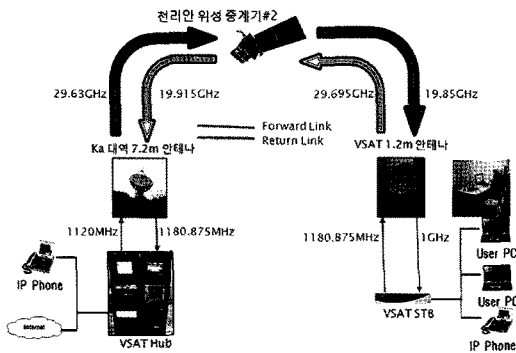 천리안 위성 중계기#2
29.63GHz
19.915GHz
29.695GHz
19.85GHz
Forward Link
Return Link
Ka 대역 7.2m 안테나
VSAT 1.2m 안테나
1120MHz
1180.875MHz
1180.875MHz
1GHz
IP Phone
Internet
VSAT Hub
VSAT STB
User PC
User PC
IP Phone